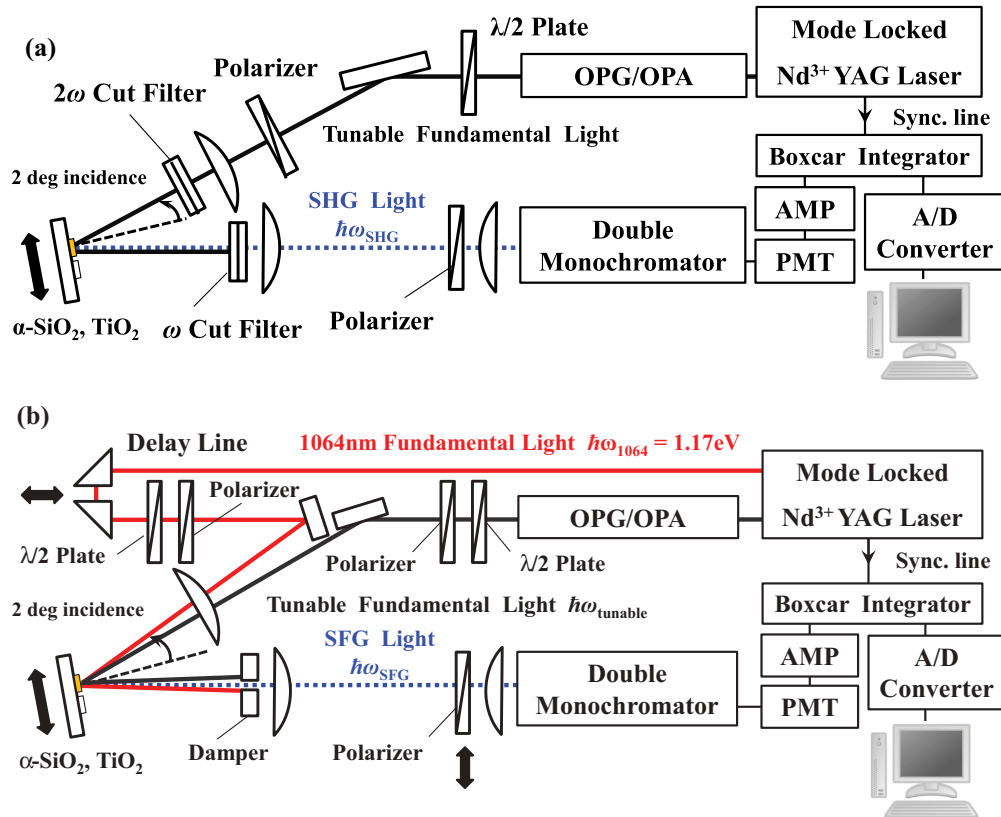 (a)
λ/2 Plate
Mode Locked
Nd³⁺ YAG Laser
OPG/OPA
Polarizer
2ω Cut Filter
Tunable Fundamental Light
Sync. line
Boxcar Integrator
2 deg incidence
SHG Light
ħω_SHG
AMP
A/D
Converter
Double
Monochromator
PMT
α-SiO₂, TiO₂
ω Cut Filter
Polarizer
(b)
Delay Line
1064nm Fundamental Light ħω₁₀₆₄ = 1.17eV
Mode Locked
Nd³⁺ YAG Laser
Polarizer
OPG/OPA
λ/2 Plate
Polarizer
λ/2 Plate
Sync. line
2 deg incidence
Tunable Fundamental Light ħω_tunable
Boxcar Integrator
SFG Light
ħω_SFG
AMP
A/D
Converter
Double
Monochromator
PMT
Damper
Polarizer
α-SiO₂, TiO₂